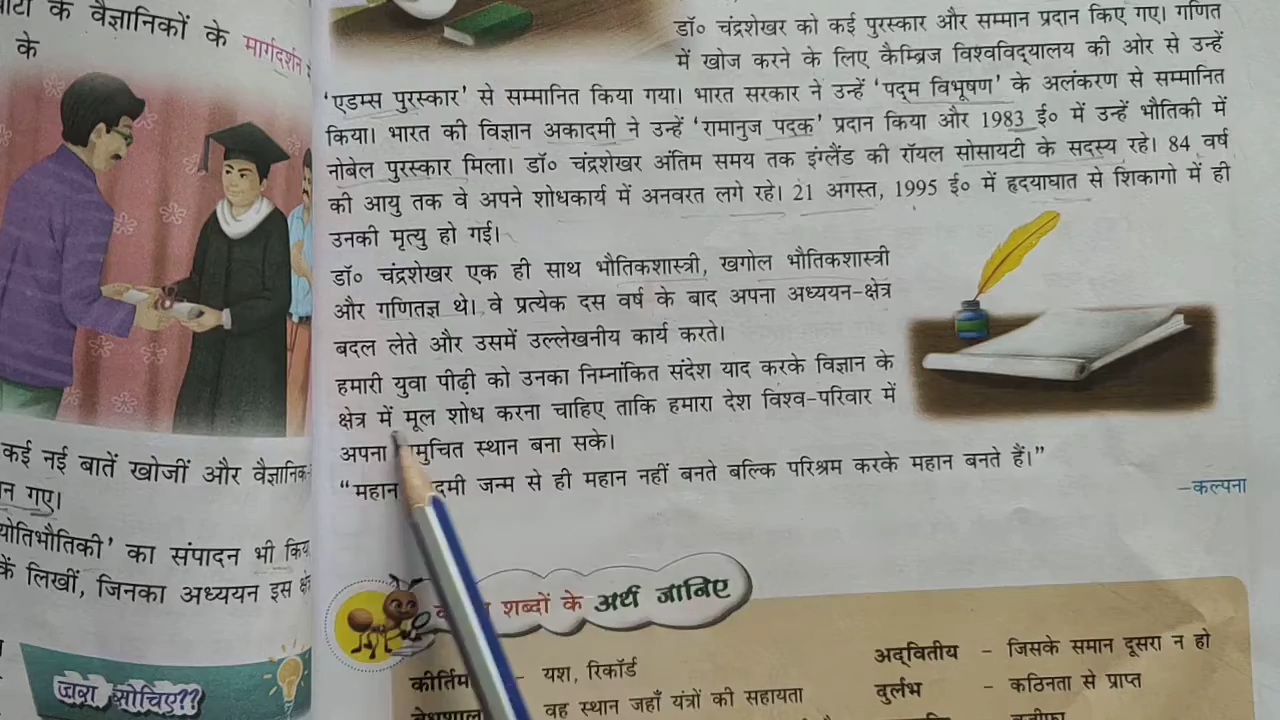 के वैज्ञानिकों के मार्गदर्शन
के
कई नई बातें खोजीं और वैज्ञानिक
गए।
का संपादन भी
लिखीं, जिनका अध्ययन इस
ज़रा सोचिए??
डॉ० चंद्रशेखर को कई पुरस्कार और सम्मान प्रदान किए गए। गणित
में खोज करने के लिए कैम्ब्रिज विश्वविद्यालय की ओर से उन्हें
‘एडम्स पुरस्कार’ से सम्मानित किया गया। भारत सरकार ने उन्हें ‘पद्म विभूषण’ के अलंकरण से सम्मानित
किया। भारत की विज्ञान अकादमी ने उन्हें ‘रामानुज पदक’ प्रदान किया और 1983 ई० में उन्हें भौतिकी में
नोबेल पुरस्कार मिला। डॉ० चंद्रशेखर अंतिम समय तक इंग्लैंड की रॉयल सोसायटी के सदस्य रहे। 84 वर्ष
की आयु तक वे अपने शोधकार्य में अनवरत लगे रहे। 21 अगस्त, 1995 ई० में हृदयाघात से शिकागो में ही
उनकी मृत्यु हो गई।
डॉ० चंद्रशेखर एक ही साथ भौतिकशास्त्री, खगोल भौतिकशास्त्री
और गणितज्ञ थे। वे प्रत्येक दस वर्ष के बाद अपना अध्ययन-क्षेत्र
बदल लेते और उसमें उल्लेखनीय कार्य करते।
हमारी युवा पीढ़ी को उनका निम्नांकित संदेश याद करके विज्ञान के
क्षेत्र में मूल शोध करना चाहिए ताकि हमारा देश विश्व-परिवार में
अपना स्थान बना सके।
“महान जन्म से ही महान नहीं बनते बल्कि परिश्रम करके महान बनते हैं।”
–कल्पना
शब्दों के अर्थ जानिए
– यश, रिकॉर्ड
वह स्थान जहाँ यंत्रों की सहायता
अद्वितीय – जिसके समान दूसरा न हो
दुर्लभ – कठिनता से प्राप्त